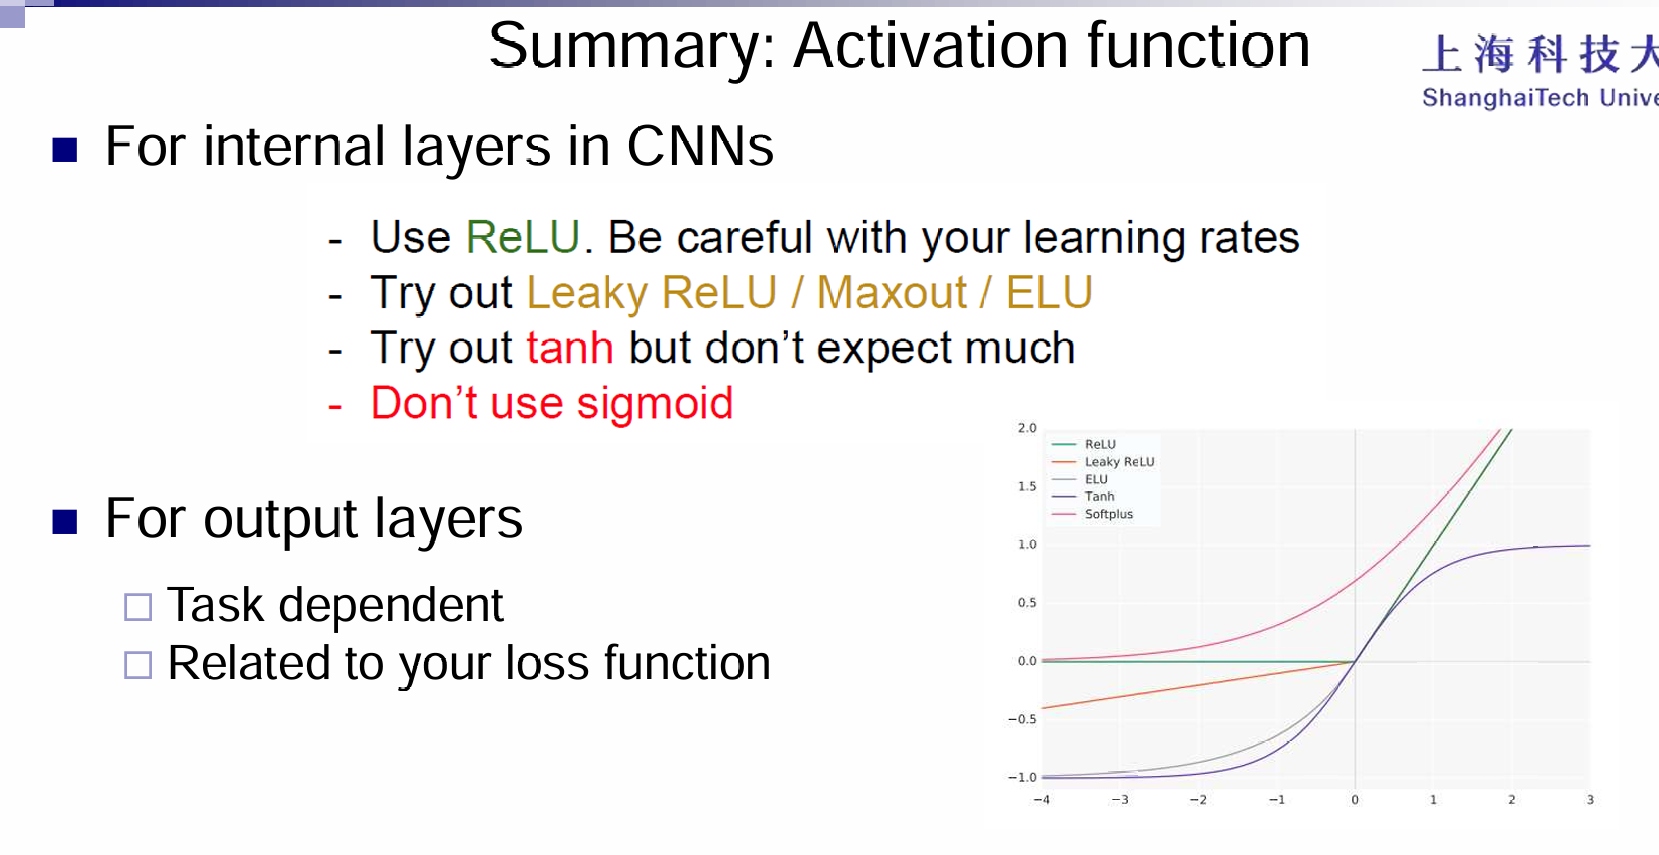 Summary: Activation function
上海科技大
ShanghaiTech Unive
■ For internal layers in CNNs
- Use ReLU. Be careful with your learning rates
- Try out Leaky ReLU / Maxout / ELU
- Try out tanh but don't expect much
- Don't use sigmoid
■ For output layers
□ Task dependent
□ Related to your loss function
2.0
1.5
1.0
0.5
0.0
−0.5
−1.0
ReLU
Leaky ReLU
ELU
Tanh
Softplus
−4 −3 −2 −1 0 1 2 3